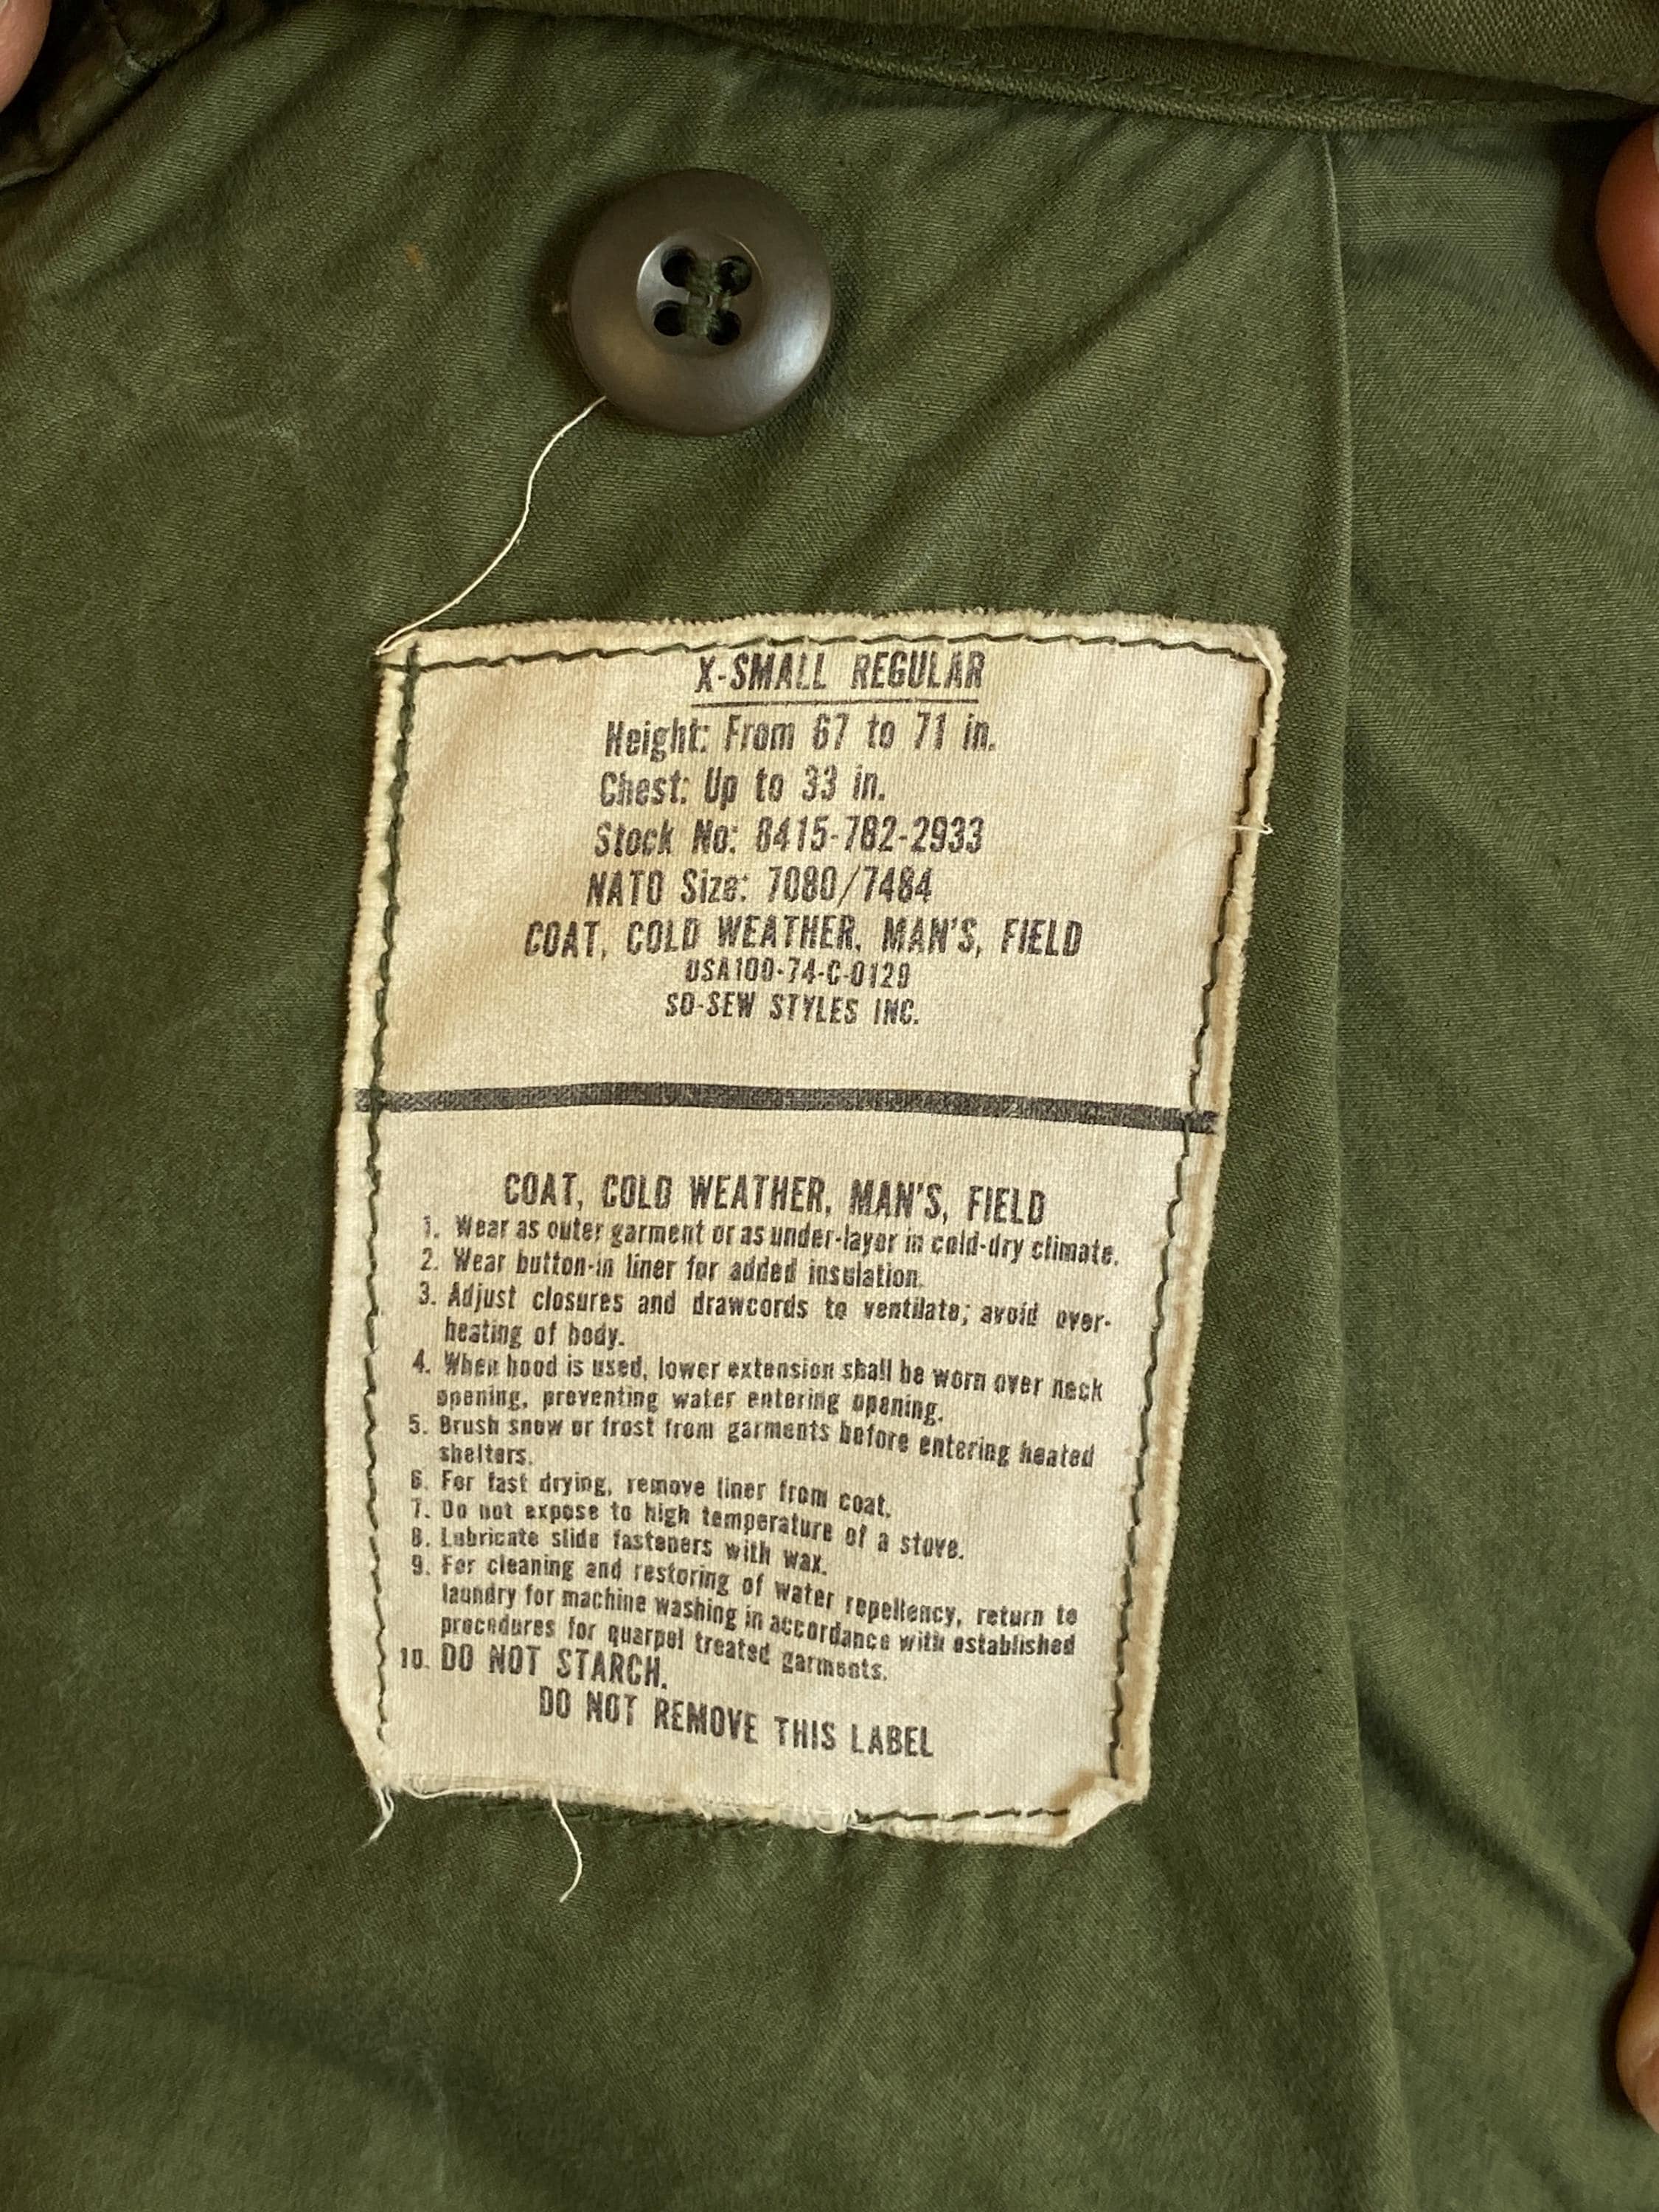 X-SMALL REGULAR
Height: From 67 to 71 in.
Chest: Up to 33 in.
Stock No: 8415-782-2933
NATO Size: 7080/7484
COAT, COLD WEATHER, MAN'S, FIELD
DSA100-74-C-0129
SO-SEW STYLES INC.
COAT, COLD WEATHER, MAN'S, FIELD
1. Wear as outer garment or as under-layer in cold-dry climate.
2. Wear button-in liner for added insulation.
3. Adjust closures and drawcords to ventilate; avoid over-
heating of body.
4. When hood is used, lower extension shall be worn over neck
opening, preventing water entering opening.
5. Brush snow or frost from garments before entering heated
shelters.
6. For fast drying, remove liner from coat.
7. Do not expose to high temperature of a stove.
8. Lubricate slide fasteners with wax.
9. For cleaning and restoring of water repellency, return to
laundry for machine washing in accordance with established
procedures for quarpel treated garments.
10. DO NOT STARCH.
DO NOT REMOVE THIS LABEL